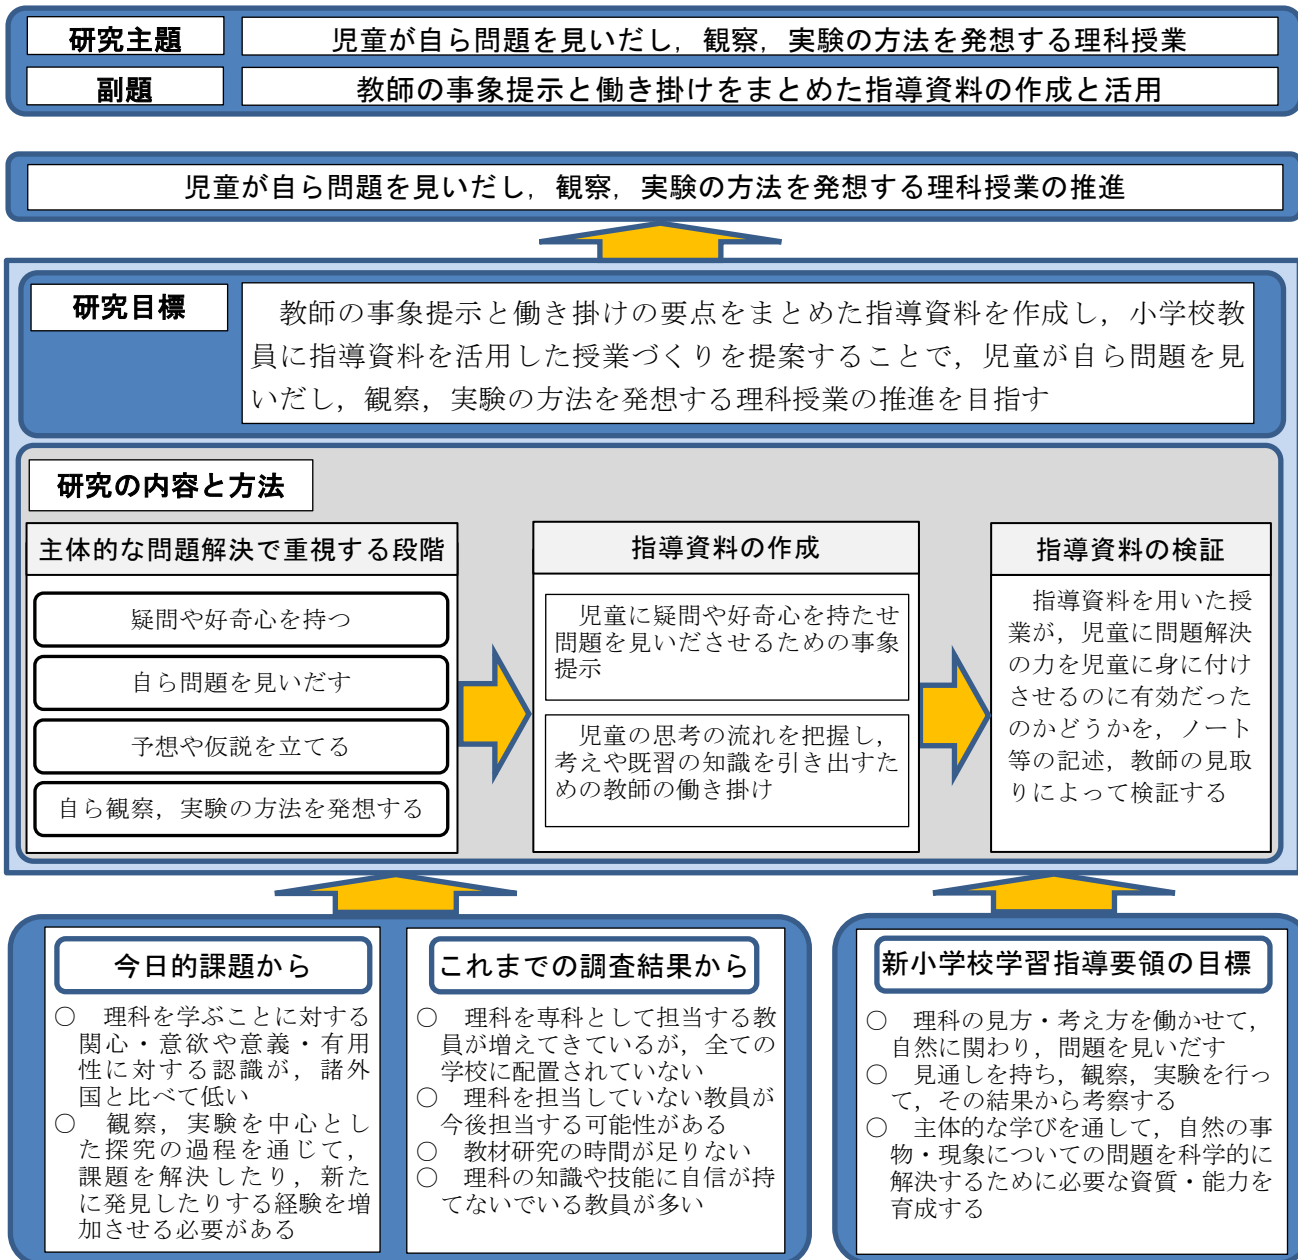 研究主題
児童が自ら問題を見いだし，観察，実験の方法を発想する理科授業
副題
教師の事象提示と働き掛けをまとめた指導資料の作成と活用
児童が自ら問題を見いだし，観察，実験の方法を発想する理科授業の推進
研究目標
教師の事象提示と働き掛けの要点をまとめた指導資料を作成し，小学校教
員に指導資料を活用した授業づくりを提案することで，児童が自ら問題を見
いだし，観察，実験の方法を発想する理科授業の推進を目指す
研究の内容と方法
主体的な問題解決で重視する段階
疑問や好奇心を持つ
自ら問題を見いだす
予想や仮説を立てる
自ら観察，実験の方法を発想する
指導資料の作成
児童に疑問や好奇心を持たせ
問題を見いださせるための事象
提示
児童の思考の流れを把握し，
考えや既習の知識を引き出すた
めの教師の働き掛け
指導資料の検証
指導資料を用いた授
業が，児童に問題解決
の力を児童に身に付け
させるのに有効だった
のかどうかを，ノート
等の記述，教師の見取
りによって検証する
今日的課題から
○　理科を学ぶことに対する
関心・意欲や意義・有用
性に対する認識が，諸外
国と比べて低い
○　観察，実験を中心とし
た探究の過程を通じて，
課題を解決したり，新た
に発見したりする経験を増
加させる必要がある
これまでの調査結果から
○　理科を専科として担当する教
員が増えてきているが，全ての
学校に配置されていない
○　理科を担当していない教員が
今後担当する可能性がある
○　教材研究の時間が足りない
○　理科の知識や技能に自信が持
てないでいる教員が多い
新小学校学習指導要領の目標
○　理科の見方・考え方を働かせて，
自然に関わり，問題を見いだす
○　見通しを持ち，観察，実験を行っ
て，その結果から考察する
○　主体的な学びを通して，自然の事
物・現象についての問題を科学的に
解決するために必要な資質・能力を
育成する